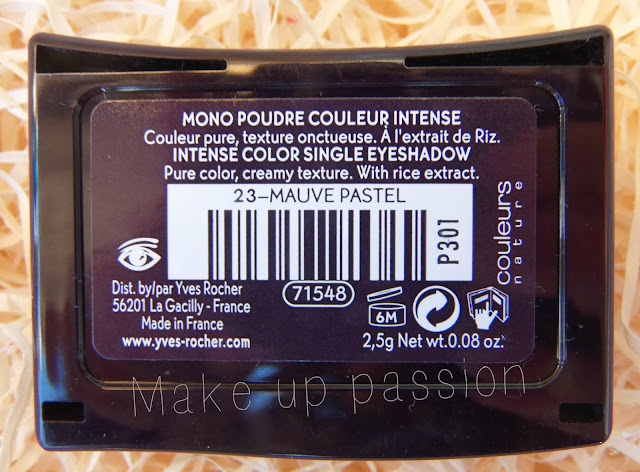 MONO POUDRE COULEUR INTENSE
Couleur pure, texture onctueuse. À l'extrait de Riz.
INTENSE COLOR SINGLE EYESHADOW
Pure color, creamy texture. With rice extract.
23–MAUVE PASTEL
P301
couleurs
nature
Dist. by/par Yves Rocher
56201 La Gacilly - France
Made in France
www.yves-rocher.com
71548
6M
2,5g Net wt.0.08 oz.
Make up passion